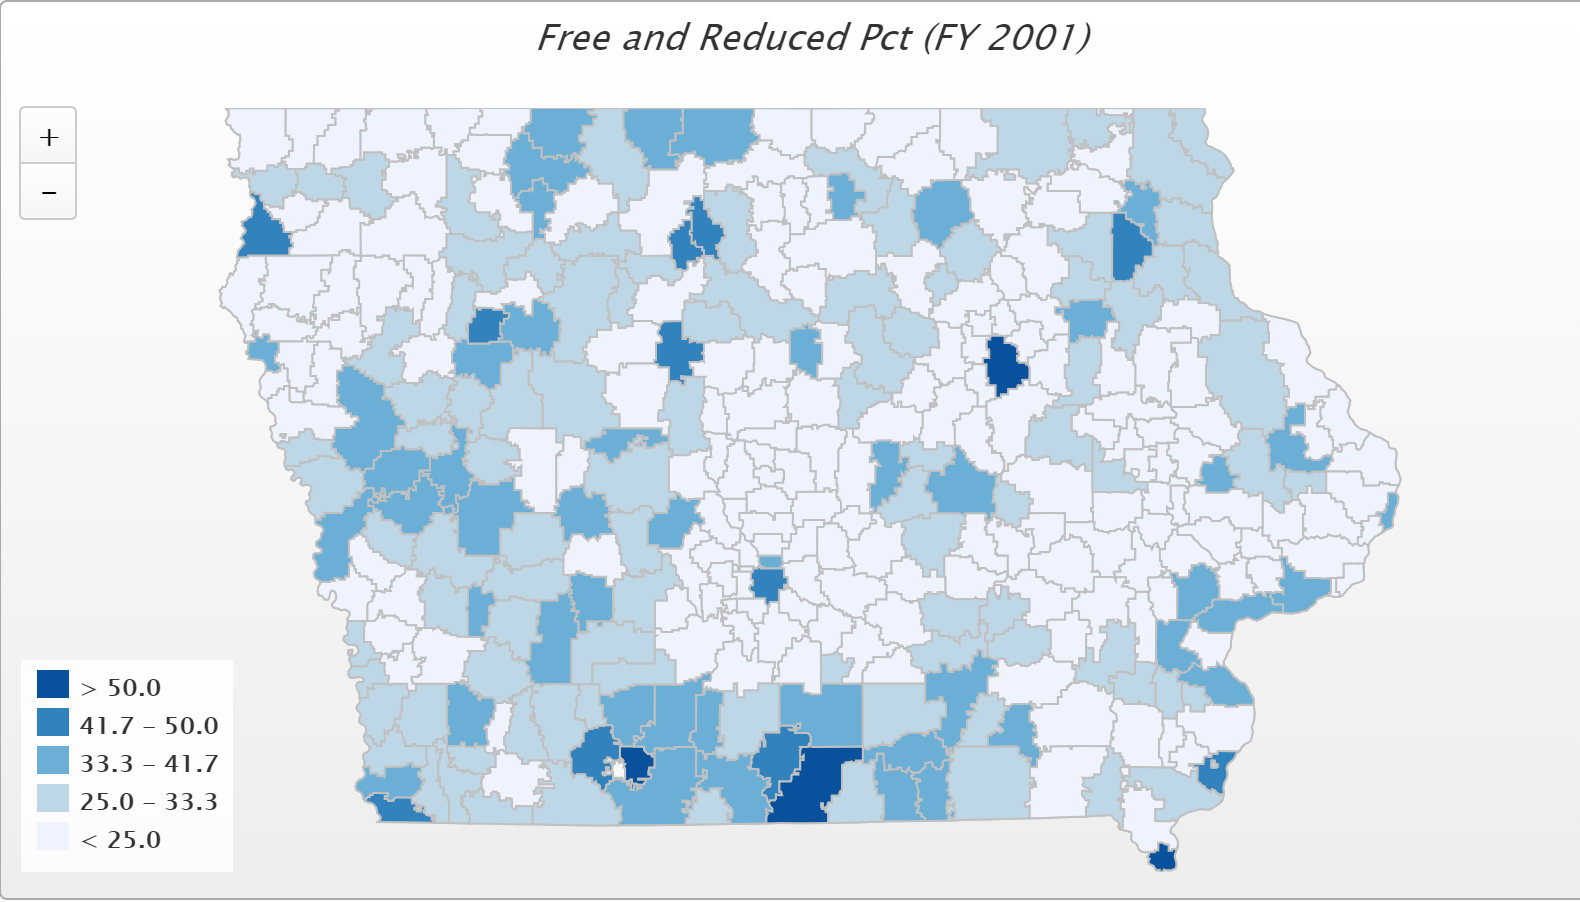 Free and Reduced Pct (FY 2001)
+
-
> 50.0
41.7 – 50.0
33.3 – 41.7
25.0 – 33.3
< 25.0